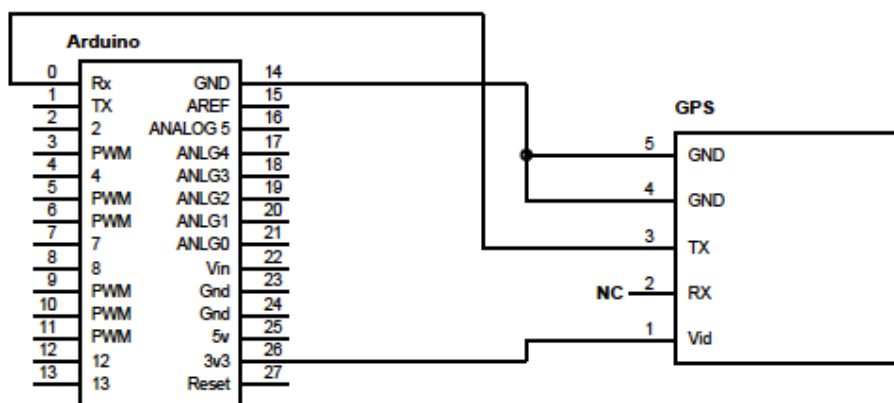 Arduino
0 Rx GND 14
1 TX AREF 15
2 2 ANALOG 5 16
3 PWM ANLG4 17
4 4 ANLG3 18
5 PWM ANLG2 19
6 PWM ANLG1 20
7 7 ANLG0 21
8 8 Vin 22
9 PWM Gnd 23
10 PWM Gnd 24
11 PWM 5v 25
12 12 3v3 26
13 13 Reset 27
GPS
5 GND
4 GND
3 TX
NC 2 RX
1 Vid